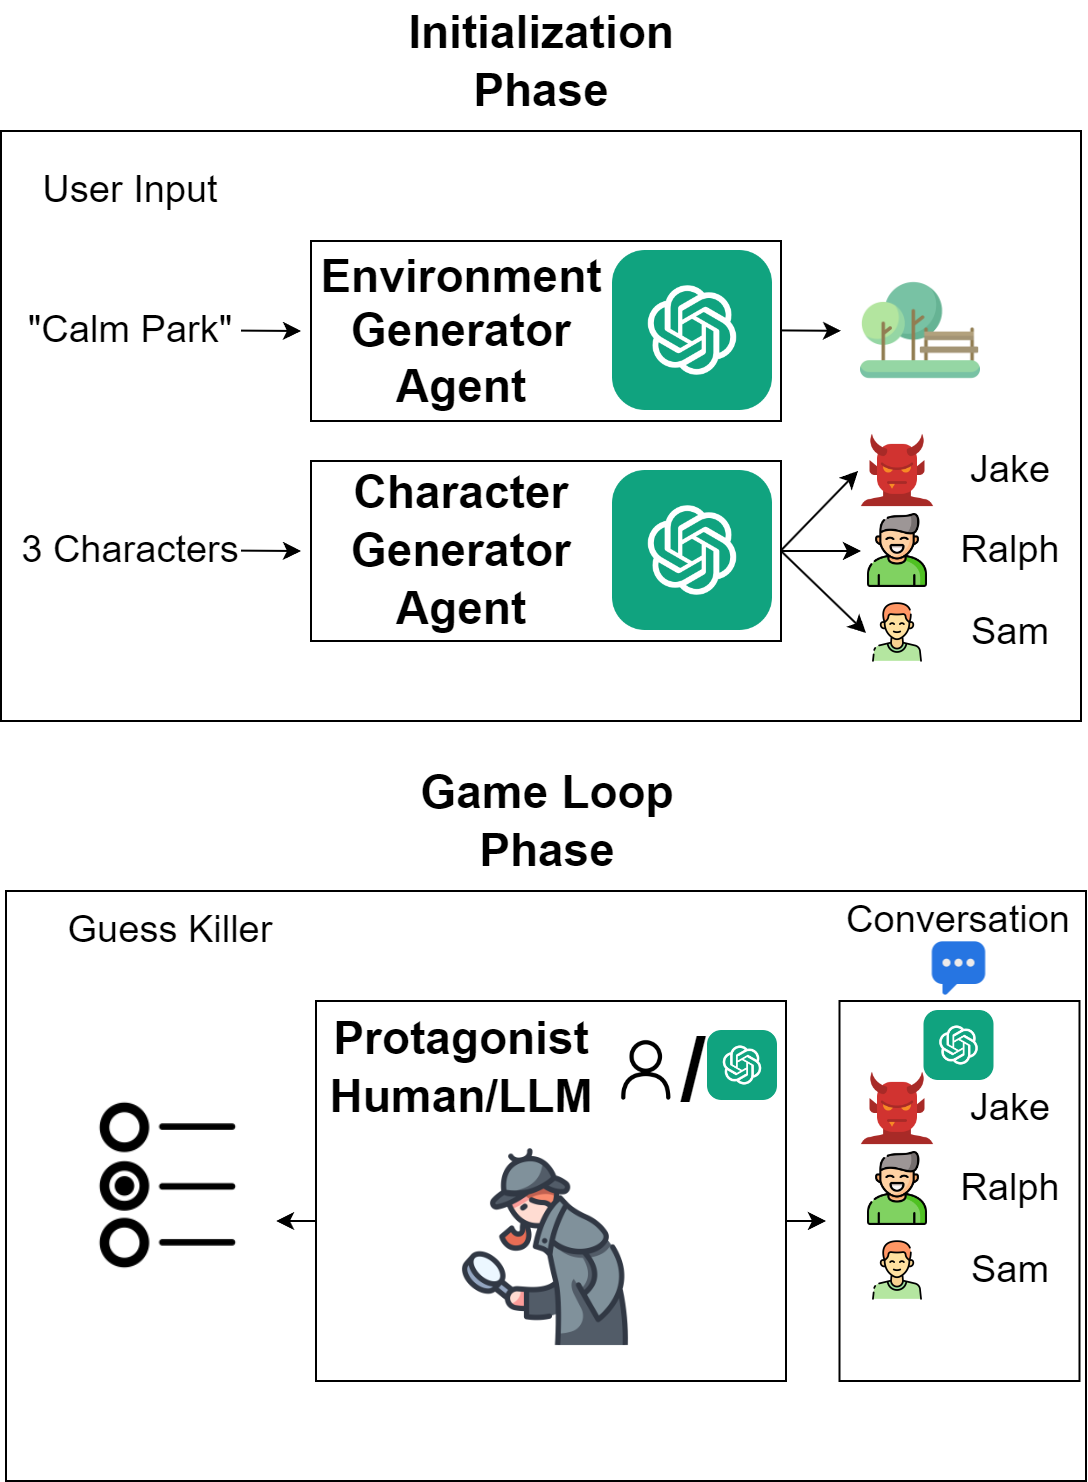 Initialization
Phase
User Input
"Calm Park"
Environment
Generator
Agent
3 Characters
Character
Generator
Agent
Jake
Ralph
Sam
Game Loop
Phase
Guess Killer
Protagonist
Human/LLM
/
Conversation
Jake
Ralph
Sam